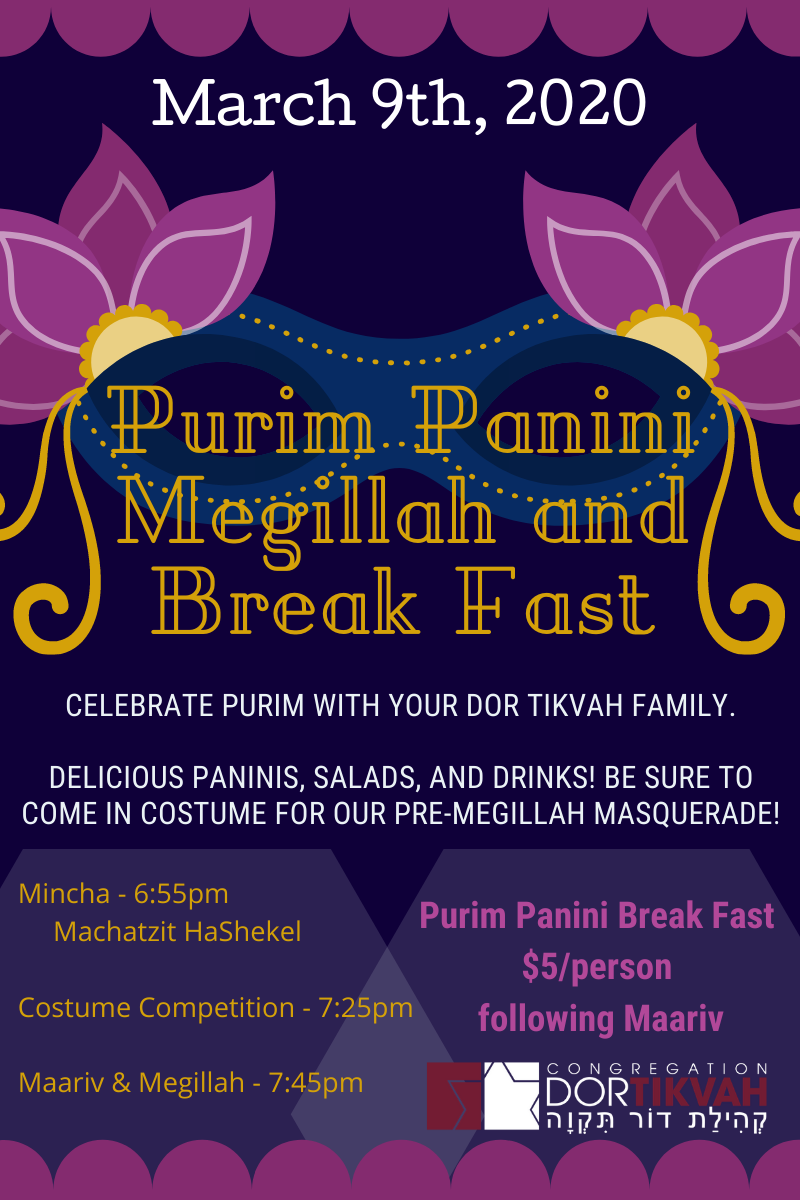 March 9th, 2020
Purim Panini
Megillah and
Break Fast
CELEBRATE PURIM WITH YOUR DOR TIKVAH FAMILY.
DELICIOUS PANINIS, SALADS, AND DRINKS! BE SURE TO
COME IN COSTUME FOR OUR PRE-MEGILLAH MASQUERADE!
Mincha - 6:55pm
Machatzit HaShekel
Costume Competition - 7:25pm
Maariv & Megillah - 7:45pm
Purim Panini Break Fast
$5/person
following Maariv
CONGREGATION
DORTIKVAH
קְהִילַת דוֹר תִּקְוָה